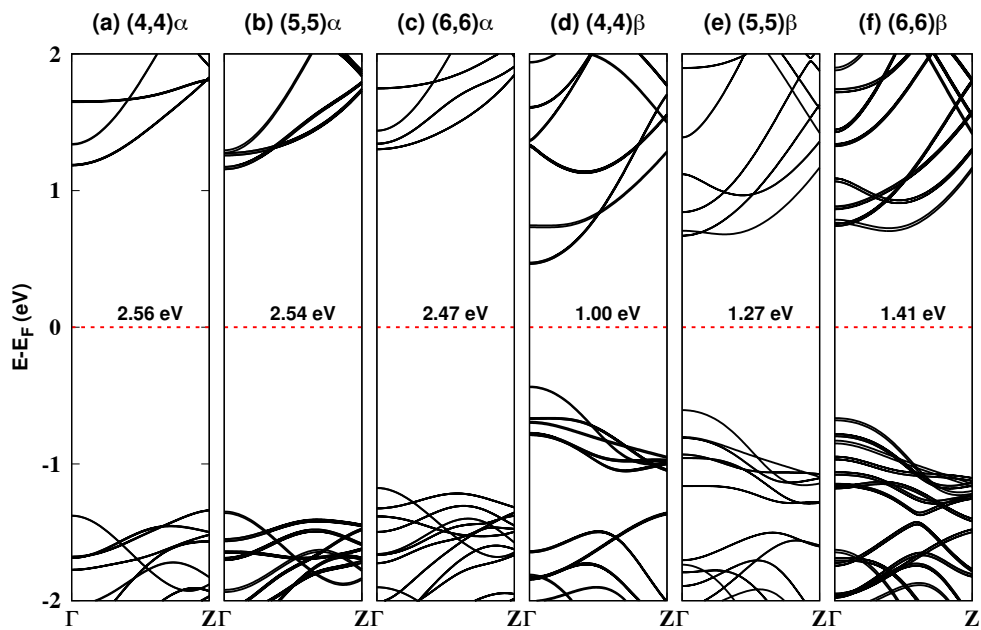 (a) (4,4)α (b) (5,5)α (c) (6,6)α (d) (4,4)β (e) (5,5)β (f) (6,6)β
2
1
E-E_F (eV)
2.56 eV 2.54 eV 2.47 eV 1.00 eV 1.27 eV 1.41 eV
0
-1
-2
Γ ZΓ ZΓ ZΓ ZΓ ZΓ Z